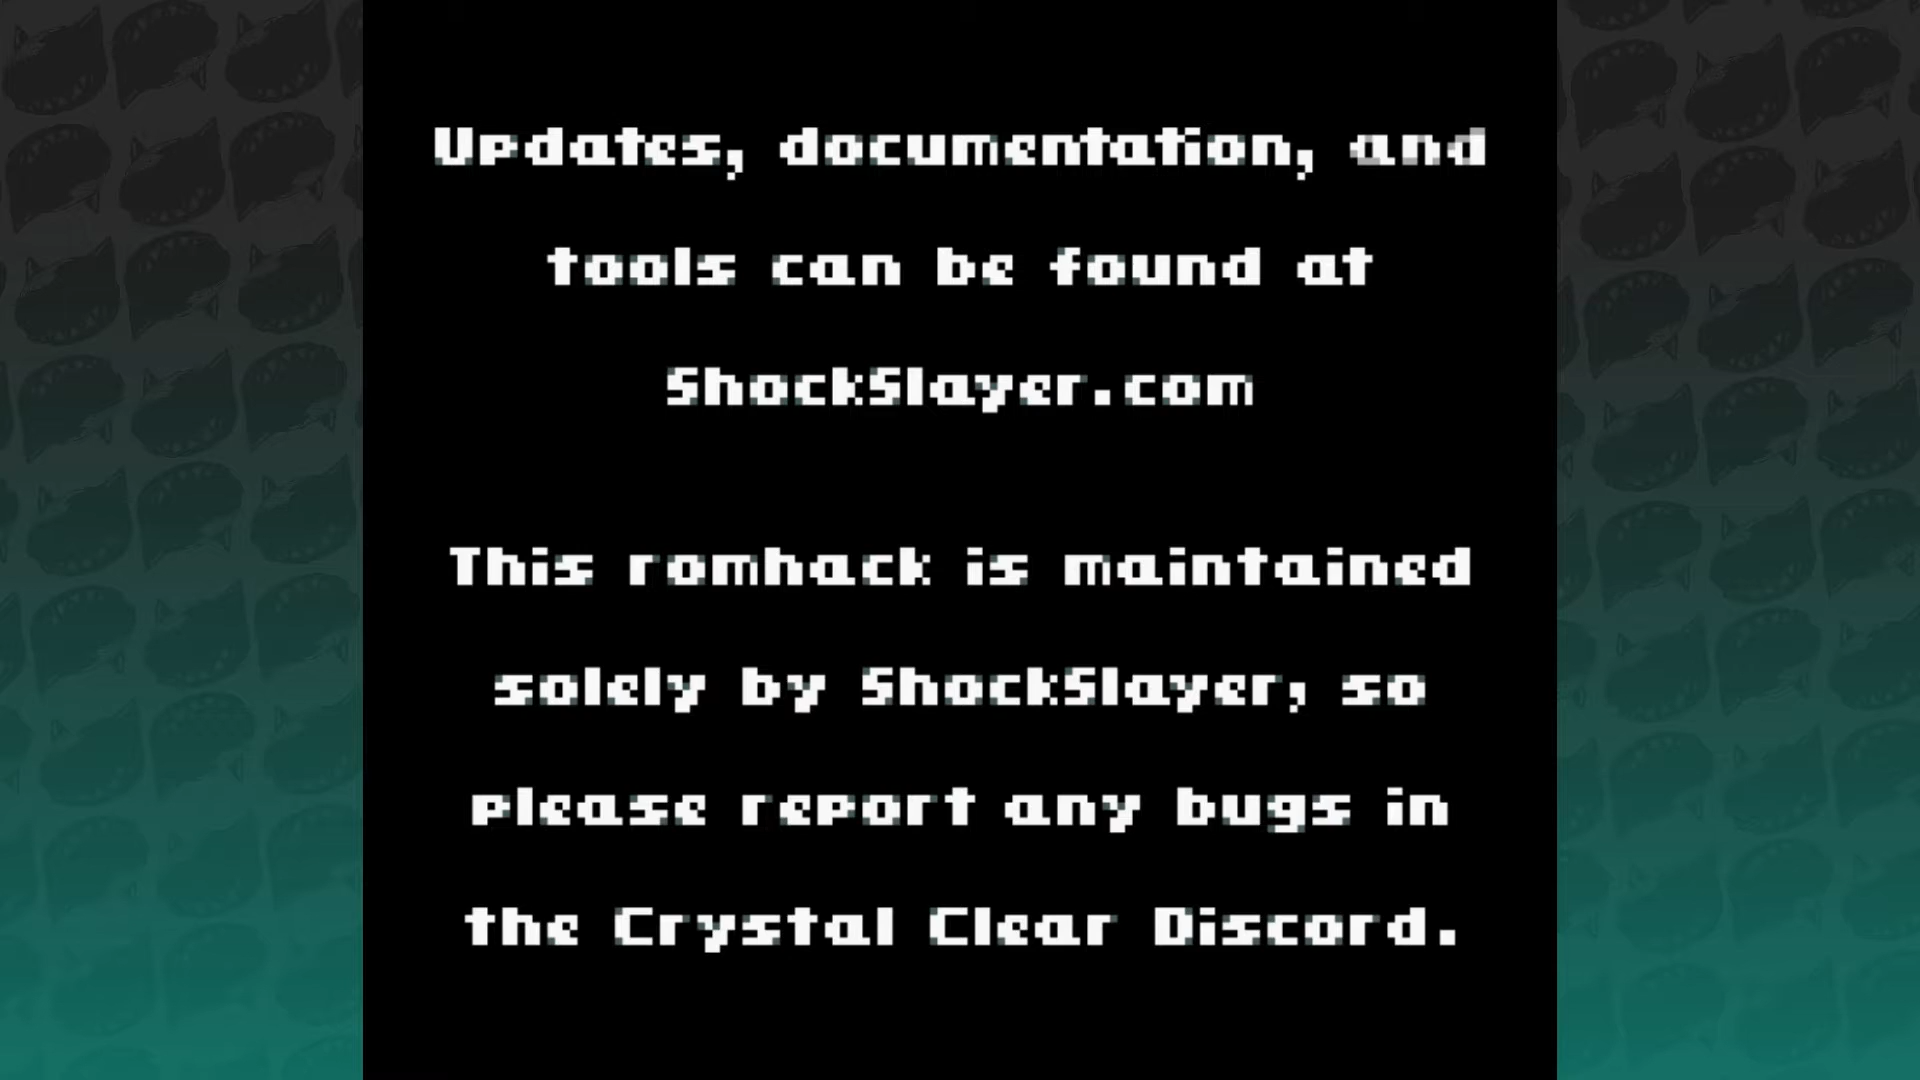 Updates, documentation, and
tools can be found at
ShockSlayer.com
This romhack is maintained
solely by ShockSlayer, so
please report any bugs in
the Crystal Clear Discord.